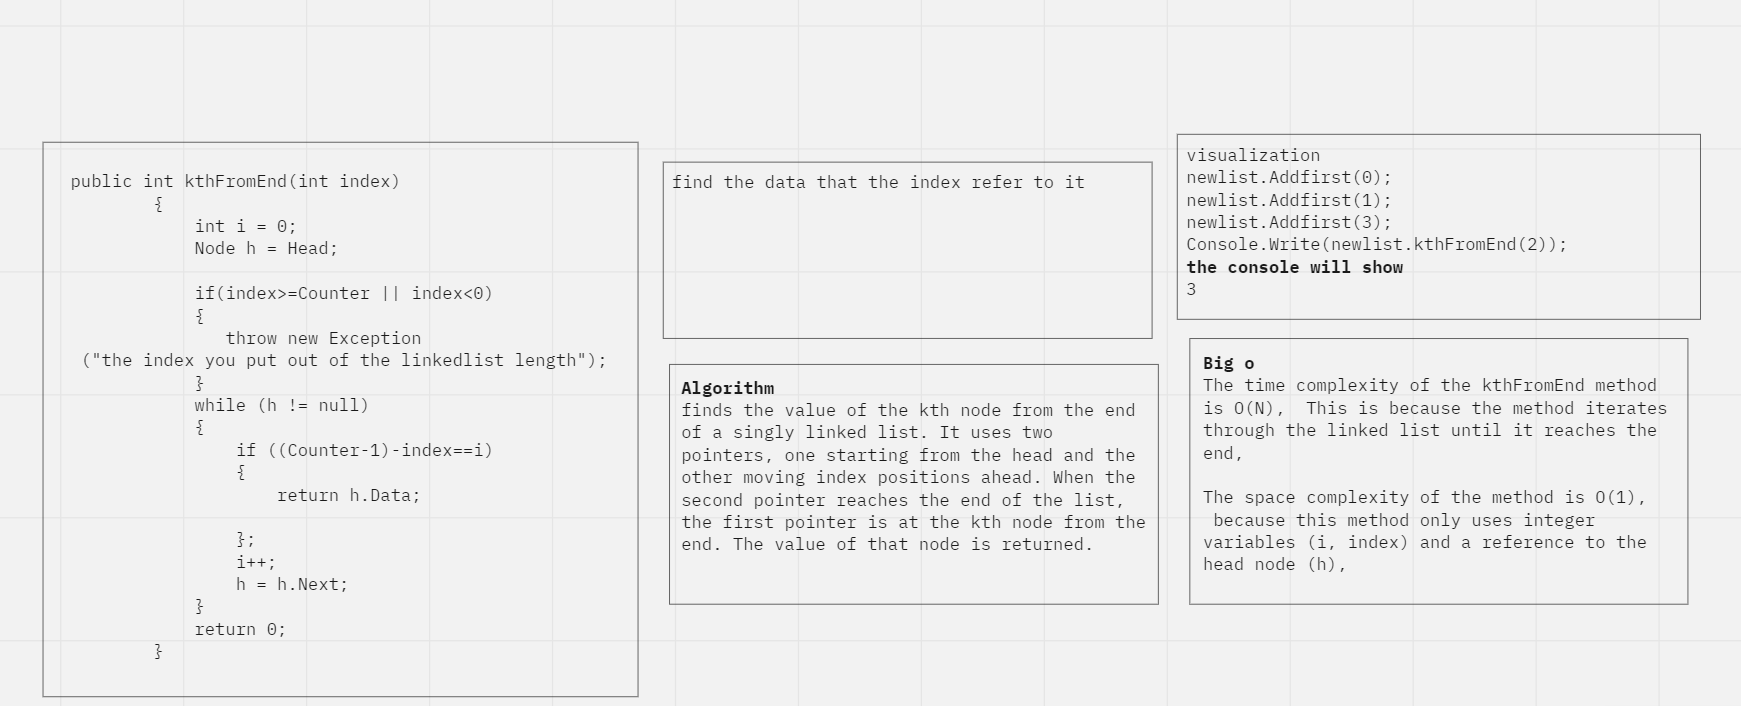 public int kthFromEnd(int index)
{
int i = 0;
Node h = Head;
if(index>=Counter || index<0)
{
throw new Exception
("the index you put out of the linkedlist length");
}
while (h != null)
{
if ((Counter-1)-index==i)
{
return h.Data;
};
i++;
h = h.Next;
}
return 0;
}
find the data that the index refer to it
Algorithm
finds the value of the kth node from the end
of a singly linked list. It uses two
pointers, one starting from the head and the
other moving index positions ahead. When the
second pointer reaches the end of the list,
the first pointer is at the kth node from the
end. The value of that node is returned.
visualization
newlist.Addfirst(0);
newlist.Addfirst(1);
newlist.Addfirst(3);
Console.Write(newlist.kthFromEnd(2));
the console will show
3
Big o
The time complexity of the kthFromEnd method
is O(N),  This is because the method iterates
through the linked list until it reaches the
end,
The space complexity of the method is O(1),
because this method only uses integer
variables (i, index) and a reference to the
head node (h),